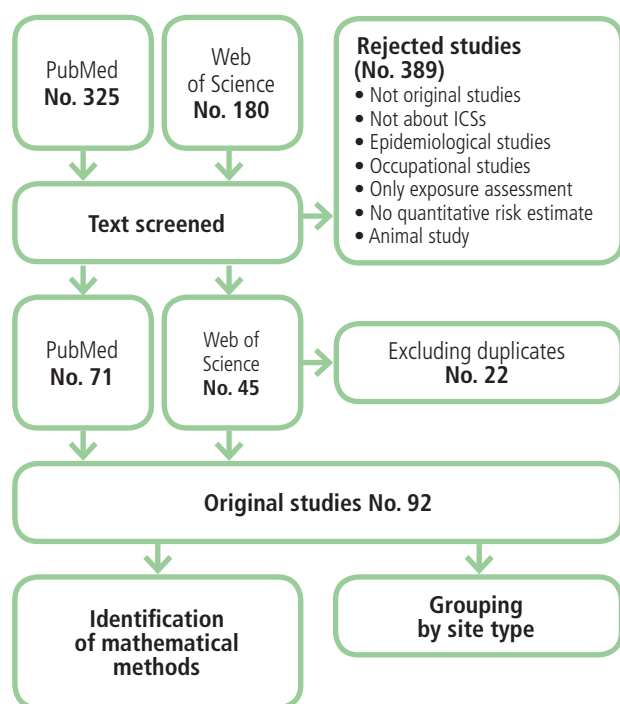 PubMed
No. 325
Web
of Science
No. 180
Rejected studies
(No. 389)
• Not original studies
• Not about ICSs
• Epidemiological studies
• Occupational studies
• Only exposure assessment
• No quantitative risk estimate
• Animal study
Text screened
PubMed
No. 71
Web of
Science
No. 45
Excluding duplicates
No. 22
Original studies No. 92
Identification
of mathematical
methods
Grouping
by site type